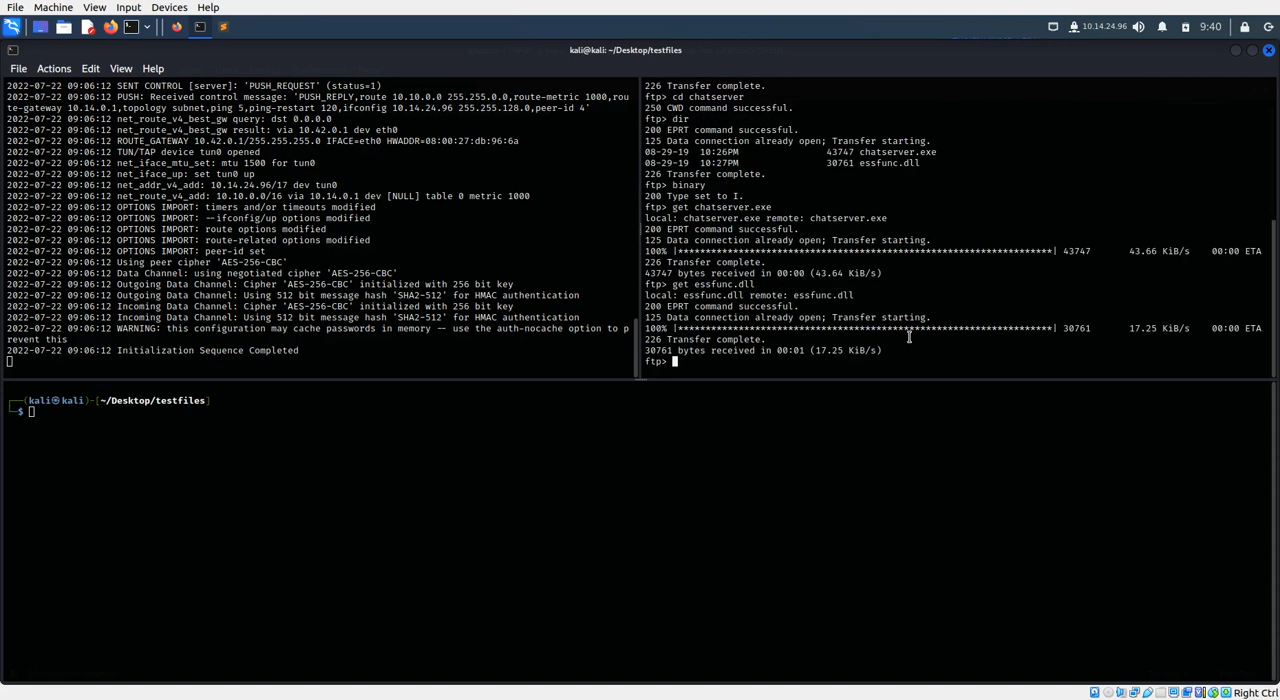 File Machine View Input Devices Help
10.14.24.96 9:40
kali@kali: ~/Desktop/testfiles
File Actions Edit View Help
2022-07-22 09:06:12 SENT CONTROL [server]: 'PUSH_REQUEST' (status=1)
2022-07-22 09:06:12 PUSH: Received control message: 'PUSH_REPLY,route 10.10.0.0 255.255.0.0,route-metric 1000,rou
te-gateway 10.14.0.1,topology subnet,ping 5,ping-restart 120,ifconfig 10.14.24.96 255.255.128.0,peer-id 4'
2022-07-22 09:06:12 net_route_v4_best_gw query: dst 0.0.0.0
2022-07-22 09:06:12 net_route_v4_best_gw result: via 10.42.0.1 dev eth0
2022-07-22 09:06:12 ROUTE_GATEWAY 10.42.0.1/255.255.255.0 IFACE=eth0 HWADDR=08:00:27:db:96:6a
2022-07-22 09:06:12 TUN/TAP device tun0 opened
2022-07-22 09:06:12 net_iface_mtu_set: mtu 1500 for tun0
2022-07-22 09:06:12 net_iface_up: set tun0 up
2022-07-22 09:06:12 net_addr_v4_add: 10.14.24.96/17 dev tun0
2022-07-22 09:06:12 net_route_v4_add: 10.10.0.0/16 via 10.14.0.1 dev [NULL] table 0 metric 1000
2022-07-22 09:06:12 OPTIONS IMPORT: timers and/or timeouts modified
2022-07-22 09:06:12 OPTIONS IMPORT: --ifconfig/up options modified
2022-07-22 09:06:12 OPTIONS IMPORT: route options modified
2022-07-22 09:06:12 OPTIONS IMPORT: route-related options modified
2022-07-22 09:06:12 OPTIONS IMPORT: peer-id set
2022-07-22 09:06:12 Using peer cipher 'AES-256-CBC'
2022-07-22 09:06:12 Data Channel: using negotiated cipher 'AES-256-CBC'
2022-07-22 09:06:12 Outgoing Data Channel: Cipher 'AES-256-CBC' initialized with 256 bit key
2022-07-22 09:06:12 Outgoing Data Channel: Using 512 bit message hash 'SHA2-512' for HMAC authentication
2022-07-22 09:06:12 Incoming Data Channel: Cipher 'AES-256-CBC' initialized with 256 bit key
2022-07-22 09:06:12 Incoming Data Channel: Using 512 bit message hash 'SHA2-512' for HMAC authentication
2022-07-22 09:06:12 WARNING: this configuration may cache passwords in memory -- use the auth-nocache option to p
revent this
2022-07-22 09:06:12 Initialization Sequence Completed
226 Transfer complete.
ftp> cd chatserver
250 CWD command successful.
ftp> dir
200 EPRT command successful.
125 Data connection already open; Transfer starting.
08-29-19 10:26PM 43747 chatserver.exe
08-29-19 10:27PM 30761 essfunc.dll
226 Transfer complete.
ftp> binary
200 Type set to I.
ftp> get chatserver.exe
local: chatserver.exe remote: chatserver.exe
200 EPRT command successful.
125 Data connection already open; Transfer starting.
100% |*********************************************************************| 43747 43.66 KiB/s 00:00 ETA
226 Transfer complete.
43747 bytes received in 00:00 (43.64 KiB/s)
ftp> get essfunc.dll
local: essfunc.dll remote: essfunc.dll
200 EPRT command successful.
125 Data connection already open; Transfer starting.
100% |*********************************************************************| 30761 17.25 KiB/s 00:00 ETA
226 Transfer complete.
30761 bytes received in 00:01 (17.25 KiB/s)
ftp>
┌──(kali㉿kali)-[~/Desktop/testfiles]
└─$
Right Ctrl